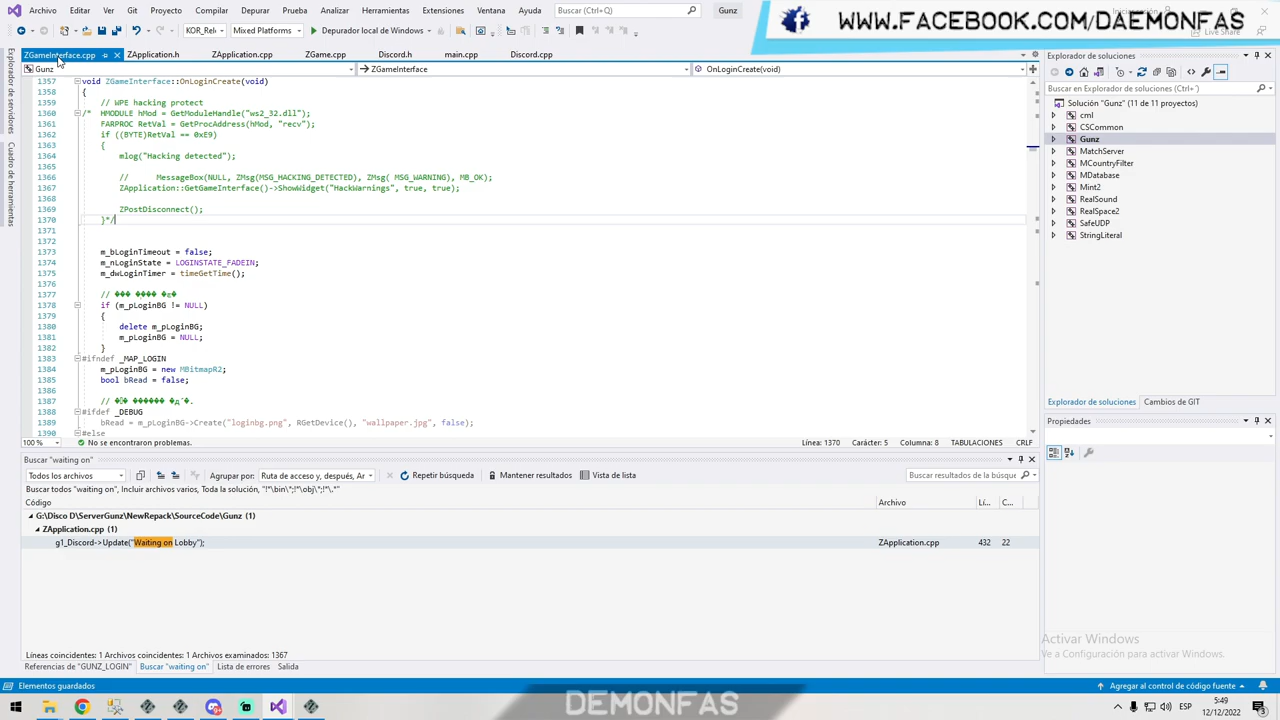 Archivo Editar Ver Git Proyecto Compilar Depurar Prueba Analizar Herramientas Extensiones Ventana Ayuda Buscar (Ctrl+Q) Gunz
WWW.FACEBOOK.COM/DAEMONFAS
KOR_Rele Mixed Platforms Depurador local de Windows Live Share
ZGameInterface.cpp ZApplication.h ZApplication.cpp ZGame.cpp Discord.h main.cpp Discord.cpp
Gunz ZGameInterface OnLoginCreate(void)
1357 void ZGameInterface::OnLoginCreate(void)
1358 {
1359 // WPE hacking protect
1360 /* HMODULE hMod = GetModuleHandle("ws2_32.dll");
1361 FARPROC RetVal = GetProcAddress(hMod, "recv");
1362 if ((BYTE)RetVal == 0xE9)
1363 {
1364 mlog("Hacking detected");
1365
1366 // MessageBox(NULL, ZMsg(MSG_HACKING_DETECTED), ZMsg( MSG_WARNING), MB_OK);
1367 ZApplication::GetGameInterface()->ShowWidget("HackWarnings", true, true);
1368
1369 ZPostDisconnect();
1370 }*/
1371
1372
1373 m_bLoginTimeout = false;
1374 m_nLoginState = LOGINSTATE_FADEIN;
1375 m_dwLoginTimer = timeGetTime();
1376
1377 //
1378 if (m_pLoginBG != NULL)
1379 {
1380 delete m_pLoginBG;
1381 m_pLoginBG = NULL;
1382 }
1383 #ifndef _MAP_LOGIN
1384 m_pLoginBG = new MBitmapR2;
1385 bool bRead = false;
1386
1387 //
1388 #ifdef _DEBUG
1389 bRead = m_pLoginBG->Create("loginbg.png", RGetDevice(), "wallpaper.jpg", false);
1390 #else
100 % No se encontraron problemas. Línea: 1370 Carácter: 5 Columna: 8 TABULACIONES CRLF
Buscar "waiting on"
Todos los archivos Agrupar por: Ruta de acceso y, después, Ar Repetir búsqueda Mantener resultados Vista de lista Buscar resultados de la búsque
Buscar todos "waiting on", Incluir archivos varios, Toda la solución, "!*\bin\*;!*\obj\*;!*\.*"
Código Archivo Lí... C...
G:\Disco D\ServerGunz\NewRepack\SourceCode\Gunz (1)
ZApplication.cpp (1)
g1_Discord->Update("Waiting on Lobby"); ZApplication.cpp 432 22
Líneas coincidentes: 1 Archivos coincidentes: 1 Archivos examinados: 1367
Referencias de "GUNZ_LOGIN" Buscar "waiting on" Lista de errores Salida
Explorador de servidores
Cuadro de herramientas
Explorador de soluciones
Buscar en Explorador de soluciones (Ctrl+')
Solución "Gunz" (11 de 11 proyectos)
cml
CSCommon
Gunz
MatchServer
MCountryFilter
MDatabase
Mint2
RealSound
RealSpace2
SafeUDP
StringLiteral
Explorador de soluciones Cambios de GIT
Propiedades
Activar Windows
Ve a Configuración para activar Windows.
Elementos guardados Agregar al control de código fuente
DEMONFAS
ESP 5:49
12/12/2022